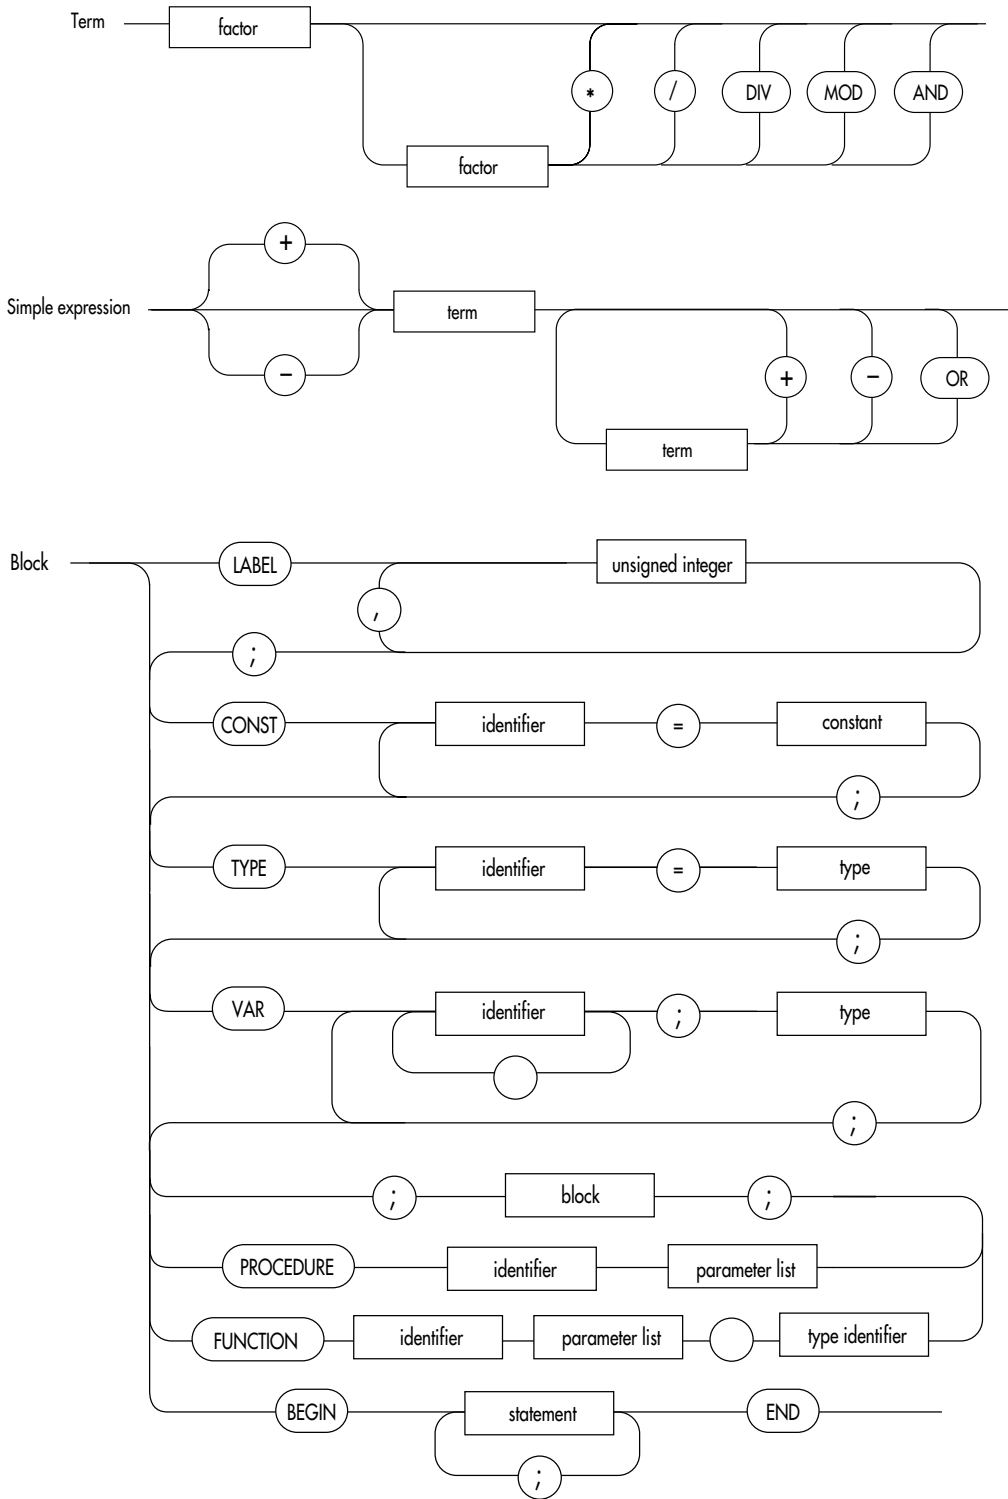 Term factor
* / DIV MOD AND
factor
+
Simple expression term
− + − OR
term
Block LABEL unsigned integer
,
;
CONST identifier = constant
;
TYPE identifier = type
;
VAR identifier ; type
;
; block ;
PROCEDURE identifier parameter list
FUNCTION identifier parameter list type identifier
BEGIN statement END
;